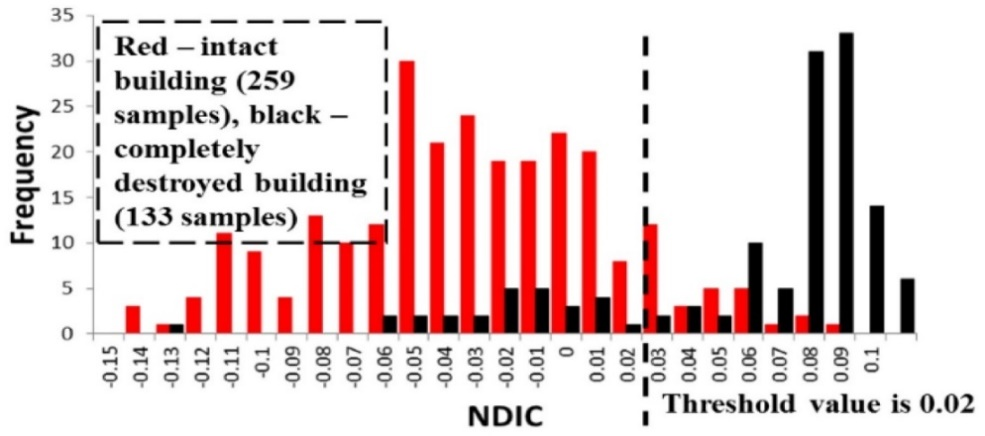 35
30
25
20
15
10
5
0
Frequency
Red – intact
building (259
samples), black –
completely
destroyed building
(133 samples)
-0.15 -0.14 -0.13 -0.12 -0.11 -0.1 -0.09 -0.08 -0.07 -0.06 -0.05 -0.04 -0.03 -0.02 -0.01 0 0.01 0.02 0.03 0.04 0.05 0.06 0.07 0.08 0.09 0.1
NDIC
Threshold value is 0.02